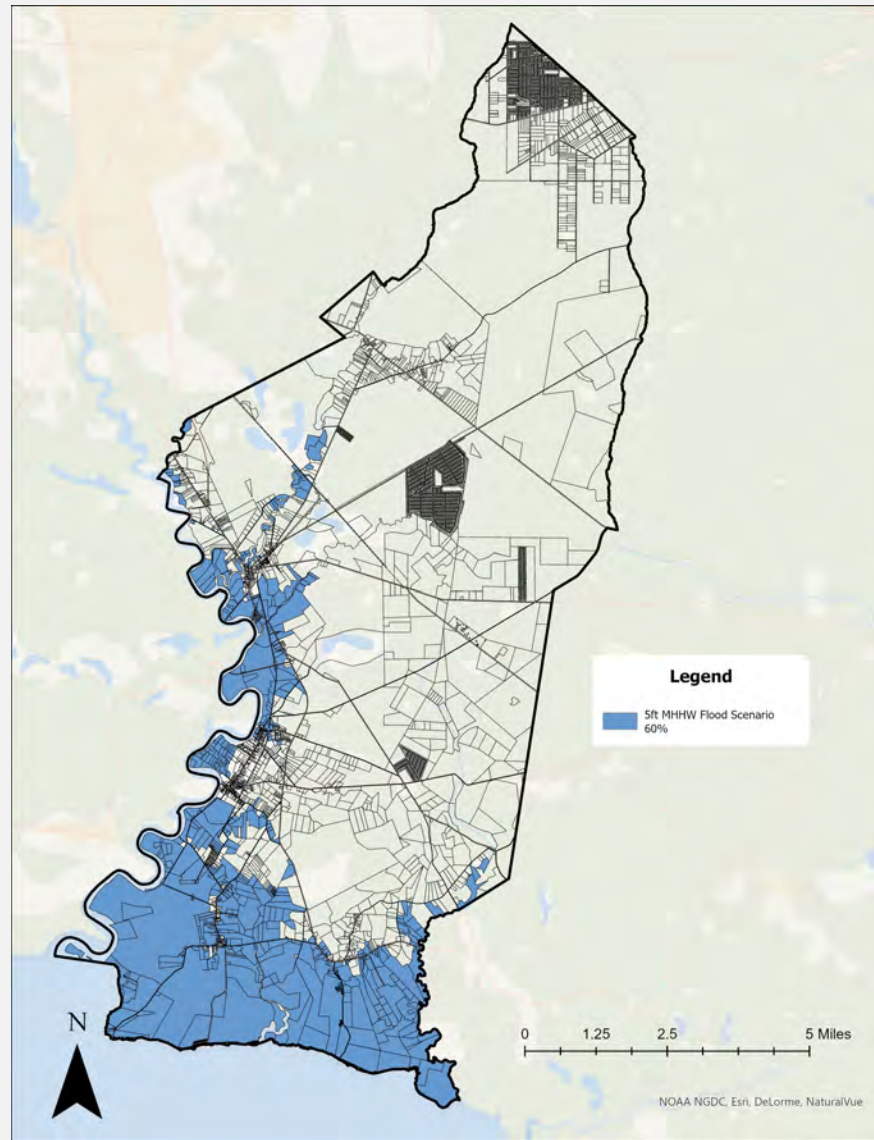 Legend
5ft MHHW Flood Scenario
60%
N
0 1.25 2.5 5 Miles
NOAA NGDC, Esri, DeLorme, NaturalVue